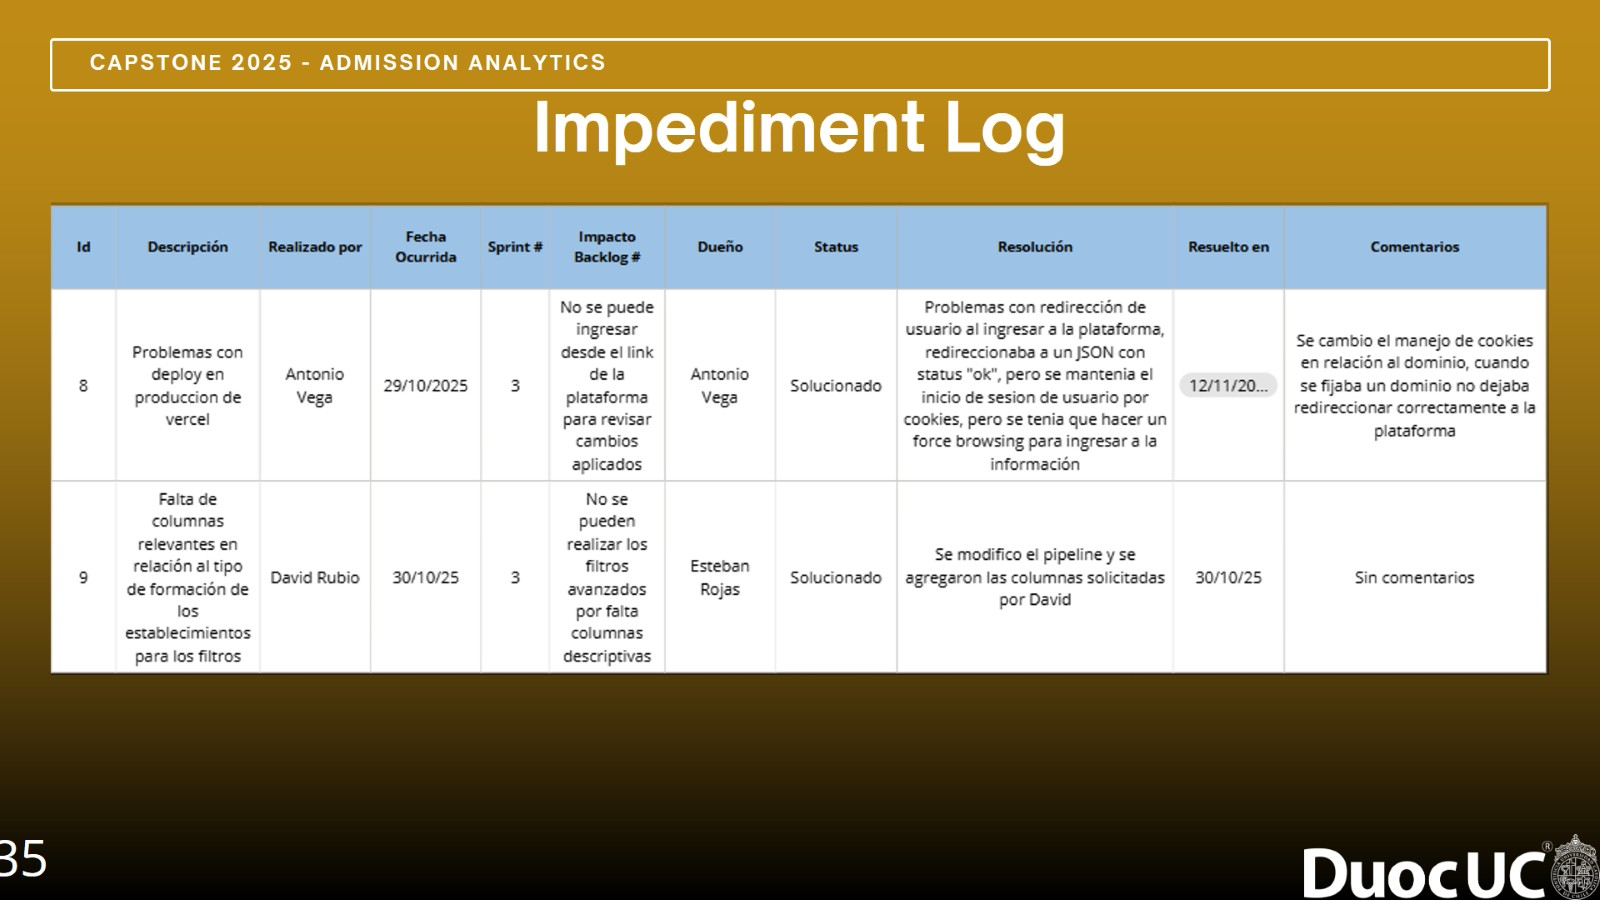 CAPSTONE 2025 - ADMISSION ANALYTICS
Impediment Log
Id
Descripción
Realizado por
Fecha
Ocurrida
Sprint #
Impacto
Backlog #
Dueño
Status
Resolución
Resuelto en
Comentarios
8
Problemas con
deploy en
produccion de
vercel
Antonio
Vega
29/10/2025
3
No se puede
ingresar
desde el link
de la
plataforma
para revisar
cambios
aplicados
Antonio
Vega
Solucionado
Problemas con redirección de
usuario al ingresar a la plataforma,
redireccionaba a un JSON con
status "ok", pero se mantenia el
inicio de sesion de usuario por
cookies, pero se tenia que hacer un
force browsing para ingresar a la
información
12/11/20...
Se cambio el manejo de cookies
en relación al dominio, cuando
se fijaba un dominio no dejaba
redireccionar correctamente a la
plataforma
9
Falta de
columnas
relevantes en
relación al tipo
de formación de
los
establecimientos
para los filtros
David Rubio
30/10/25
3
No se
pueden
realizar los
filtros
avanzados
por falta
columnas
descriptivas
Esteban
Rojas
Solucionado
Se modifico el pipeline y se
agregaron las columnas solicitadas
por David
30/10/25
Sin comentarios
35
DuocUC®